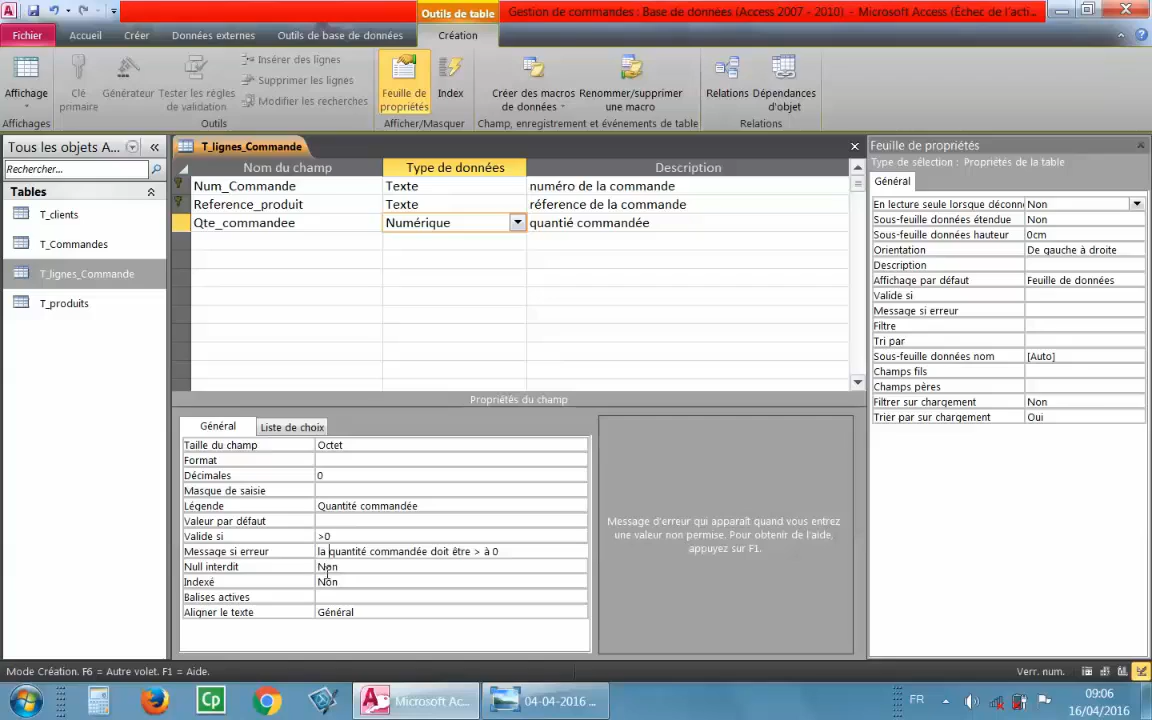 Outils de table
Gestion de commandes : Base de données (Access 2007 - 2010) – Microsoft Access (Échec de l'acti...
Fichier Accueil Créer Données externes Outils de base de données Création
Affichage
Affichages
Clé primaire
Générateur
Tester les règles de validation
Insérer des lignes
Supprimer les lignes
Modifier les recherches
Outils
Feuille de propriétés
Index
Afficher/Masquer
Créer des macros de données
Renommer/supprimer une macro
Champ, enregistrement et événements de table
Relations
Dépendances d'objet
Relations
Tous les objets A...
Rechercher...
Tables
T_clients
T_Commandes
T_lignes_Commande
T_produits
T_lignes_Commande
Nom du champ Type de données Description
Num_Commande Texte numéro de la commande
Reference_produit Texte réference de la commande
Qte_commandee Numérique quantié commandée
Propriétés du champ
Général Liste de choix
Taille du champ Octet
Format
Décimales 0
Masque de saisie
Légende Quantité commandée
Valeur par défaut
Valide si >0
Message si erreur la quantité commandée doit être > à 0
Null interdit Non
Indexé Non
Balises actives
Aligner le texte Général
Message d'erreur qui apparaît quand vous entrez
une valeur non permise. Pour obtenir de l'aide,
appuyez sur F1.
Feuille de propriétés
Type de sélection : Propriétés de la table
Général
En lecture seule lorsque déconn Non
Sous-feuille données étendue Non
Sous-feuille données hauteur 0cm
Orientation De gauche à droite
Description
Affichage par défaut Feuille de données
Valide si
Message si erreur
Filtre
Tri par
Sous-feuille données nom [Auto]
Champs fils
Champs pères
Filtrer sur chargement Non
Trier par sur chargement Oui
Mode Création. F6 = Autre volet. F1 = Aide.
Verr. num.
Cp
Microsoft Ac...
04-04-2016 ...
FR
09:06
16/04/2016